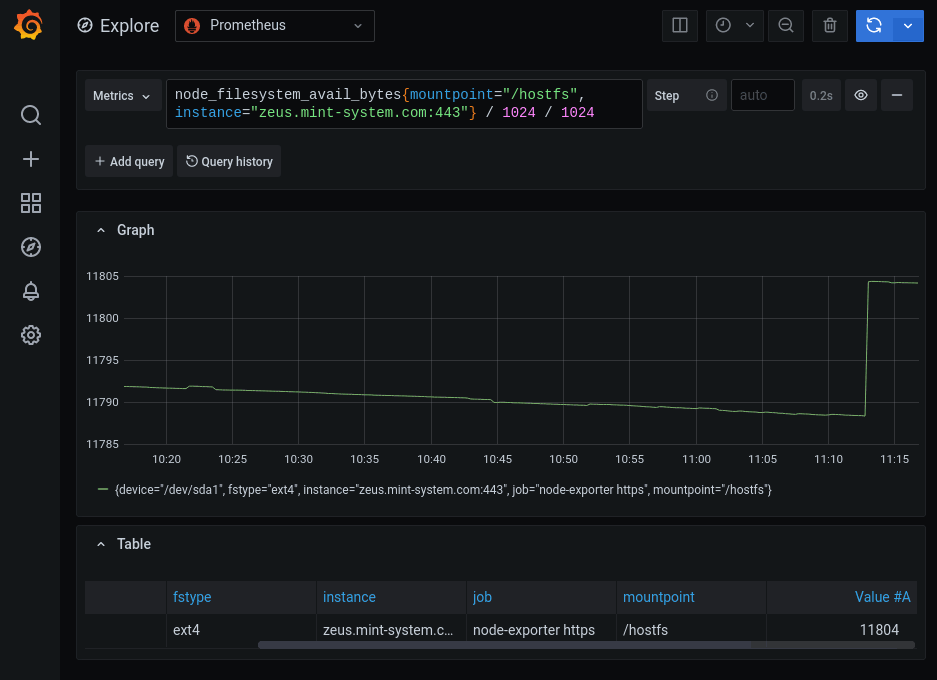 Explore
Prometheus
Metrics
node_filesystem_avail_bytes{mountpoint="/hostfs",
instance="zeus.mint-system.com:443"} / 1024 / 1024
Step
auto
0.2s
+ Add query
Query history
Graph
11805
11800
11795
11790
11785
10:20 10:25 10:30 10:35 10:40 10:45 10:50 10:55 11:00 11:05 11:10 11:15
{device="/dev/sda1", fstype="ext4", instance="zeus.mint-system.com:443", job="node-exporter https", mountpoint="/hostfs"}
Table
fstype instance job mountpoint Value #A
ext4 zeus.mint-system.c... node-exporter https /hostfs 11804